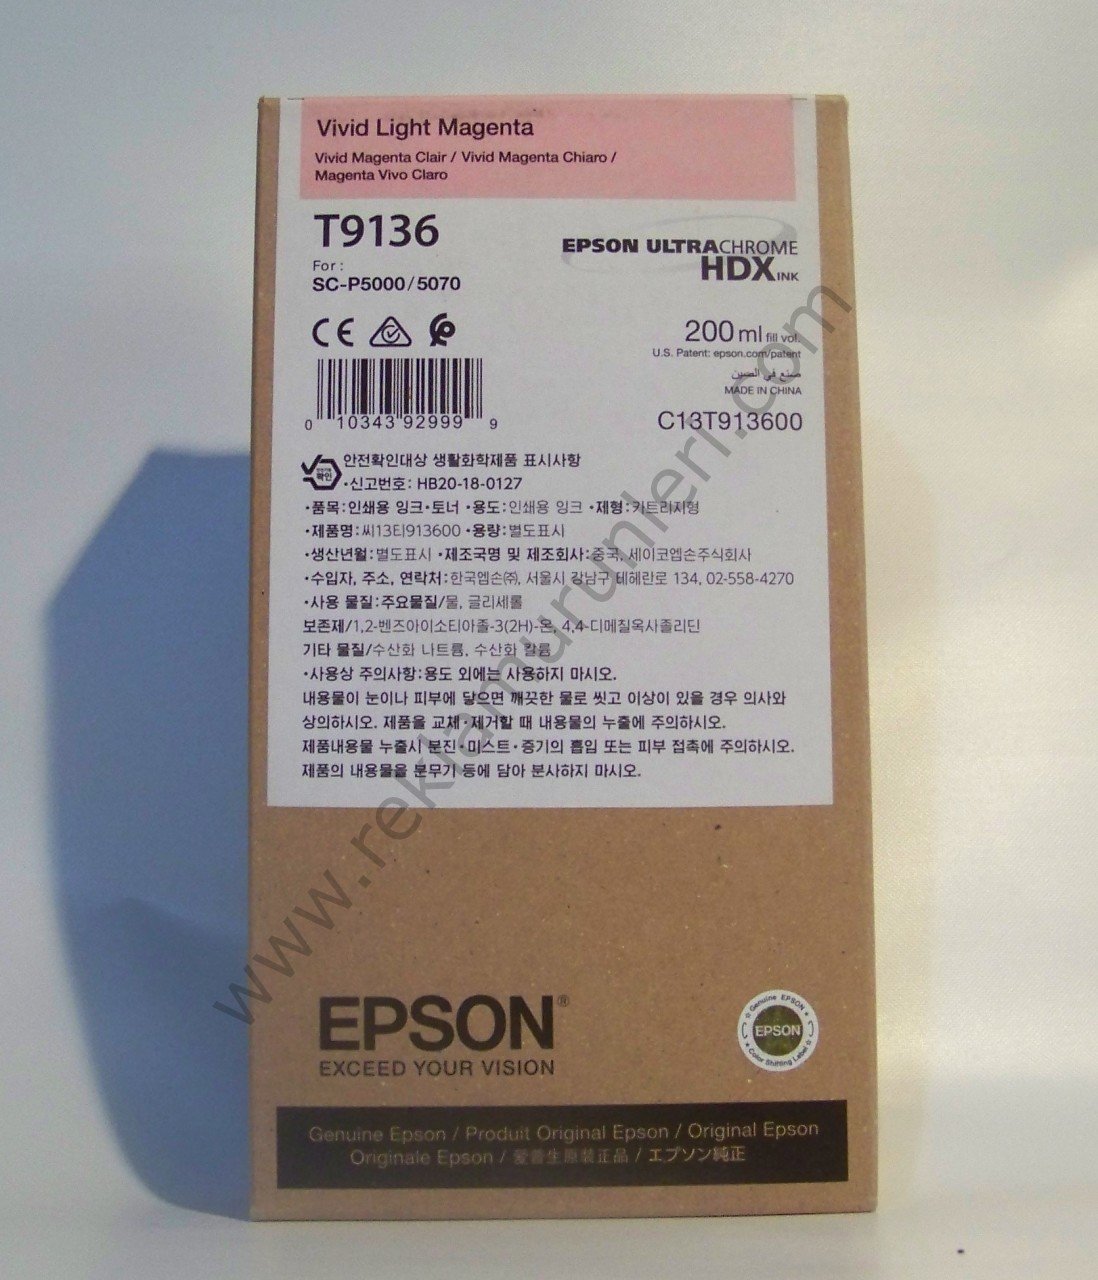 Vivid Light Magenta
Vivid Magenta Clair / Vivid Magenta Chiaro /
Magenta Vivo Claro
T9136
For :
SC-P5000/5070
EPSON ULTRACHROME
HDX INK
CE
200 ml fill vol.
U.S. Patent: epson.com/patent
صنع في الصين
MADE IN CHINA
C13T913600
0 10343 92999 9
확인
안전확인대상 생활화학제품 표시사항
•신고번호: HB20-18-0127
•품목:인쇄용 잉크•토너 •용도:인쇄용 잉크 •제형:카트리지형
•제품명:씨13티913600 •용량:별도표시
•생산년월:별도표시 •제조국명 및 제조회사:중국, 세이코엡손주식회사
•수입자, 주소, 연락처:한국엡손(주), 서울시 강남구 테헤란로 134, 02-558-4270
•사용 물질:주요물질/물, 글리세롤
보존제/1,2-벤즈아이소티아졸-3(2H)-온, 4,4-디메칠옥사졸리딘
기타 물질/수산화 나트륨, 수산화 칼륨
•사용상 주의사항:용도 외에는 사용하지 마시오.
내용물이 눈이나 피부에 닿으면 깨끗한 물로 씻고 이상이 있을 경우 의사와
상의하시오. 제품을 교체•제거할 때 내용물의 누출에 주의하시오.
제품내용물 누출시 분진•미스트•증기의 흡입 또는 피부 접촉에 주의하시오.
제품의 내용물을 분무기 등에 담아 분사하지 마시오.
www.reklamurunleri.com
EPSON®
EXCEED YOUR VISION
Genuine EPSON
EPSON
Color Shifting Label
Genuine Epson / Produit Original Epson / Original Epson
Originale Epson / 爱普生原装正品 / エプソン純正